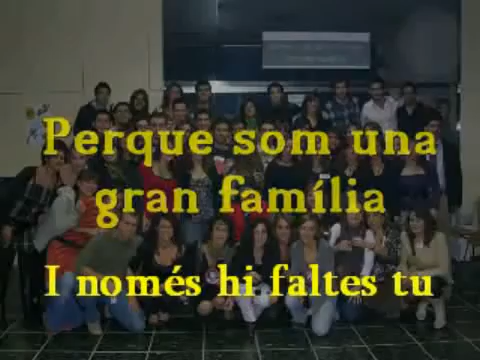 Perque som una
gran família
I només hi faltes tu